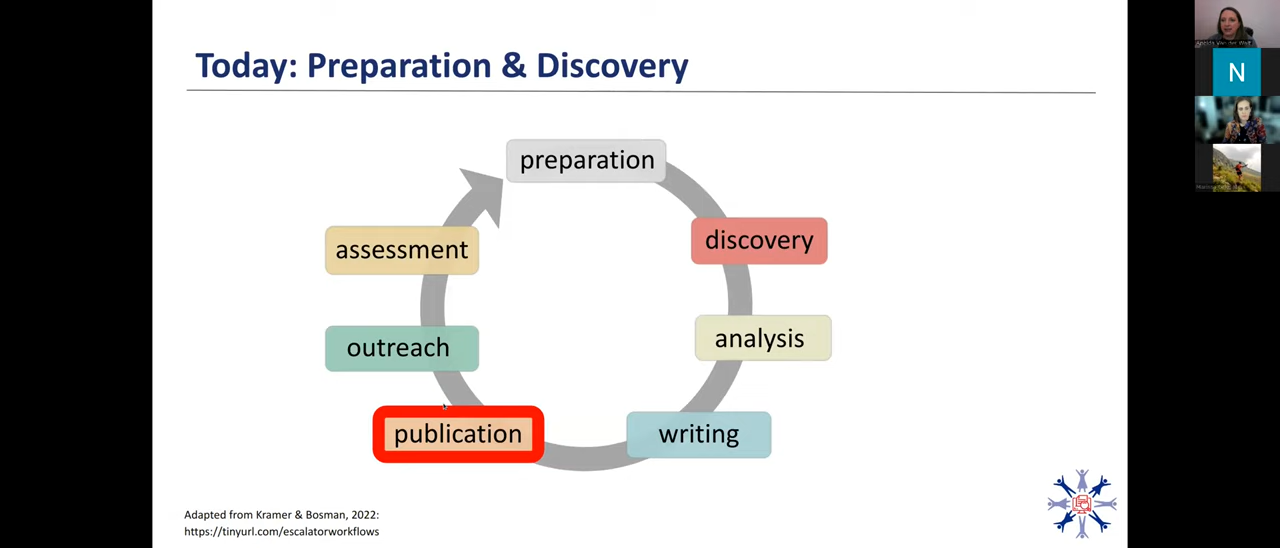 Today: Preparation & Discovery
preparation
discovery
analysis
writing
publication
outreach
assessment
Adapted from Kramer & Bosman, 2022:
https://tinyurl.com/escalatorworkflows
N